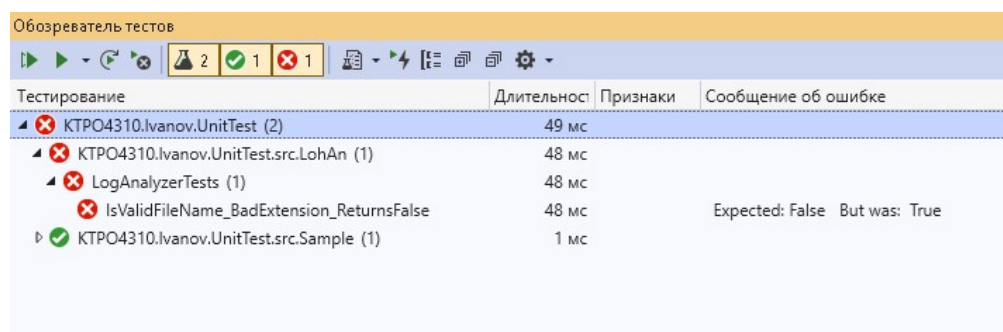 Обозреватель тестов
2 1 1
Тестирование Длительност Признаки Сообщение об ошибке
KTPO4310.Ivanov.UnitTest (2) 49 мс
KTPO4310.Ivanov.UnitTest.src.LohAn (1) 48 мс
LogAnalyzerTests (1) 48 мс
IsValidFileName_BadExtension_ReturnsFalse 48 мс Expected: False But was: True
KTPO4310.Ivanov.UnitTest.src.Sample (1) 1 мс